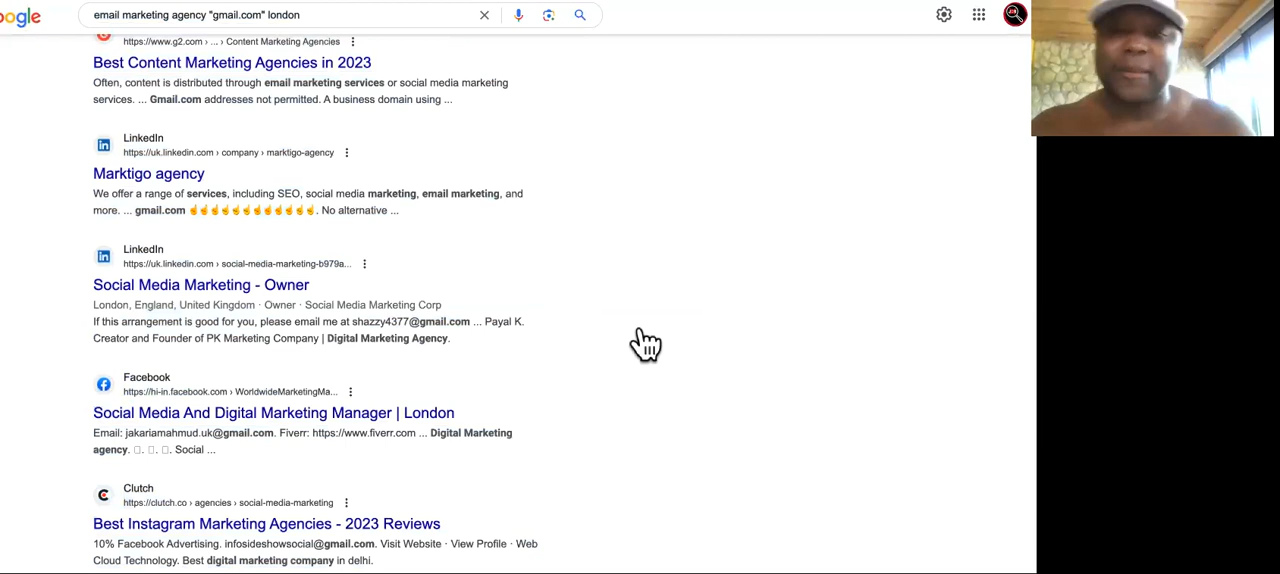 ogle
email marketing agency "gmail.com" london
https://www.g2.com › ... › Content Marketing Agencies
Best Content Marketing Agencies in 2023
Often, content is distributed through email marketing services or social media marketing
services. ... Gmail.com addresses not permitted. A business domain using ...
LinkedIn
https://uk.linkedin.com › company › marktigo-agency
Marktigo agency
We offer a range of services, including SEO, social media marketing, email marketing, and
more. ... gmail.com ☝☝☝☝☝☝☝☝☝☝☝☝. No alternative ...
LinkedIn
https://uk.linkedin.com › social-media-marketing-b979a...
Social Media Marketing - Owner
London, England, United Kingdom · Owner · Social Media Marketing Corp
If this arrangement is good for you, please email me at shazzy4377@gmail.com ... Payal K.
Creator and Founder of PK Marketing Company | Digital Marketing Agency.
Facebook
https://hi-in.facebook.com › WorldwideMarketingMa...
Social Media And Digital Marketing Manager | London
Email: jakariamahmud.uk@gmail.com. Fiverr: https://www.fiverr.com ... Digital Marketing
agency. □. □. □. Social ...
Clutch
https://clutch.co › agencies › social-media-marketing
Best Instagram Marketing Agencies - 2023 Reviews
10% Facebook Advertising. infosideshowsocial@gmail.com. Visit Website · View Profile · Web
Cloud Technology. Best digital marketing company in delhi.